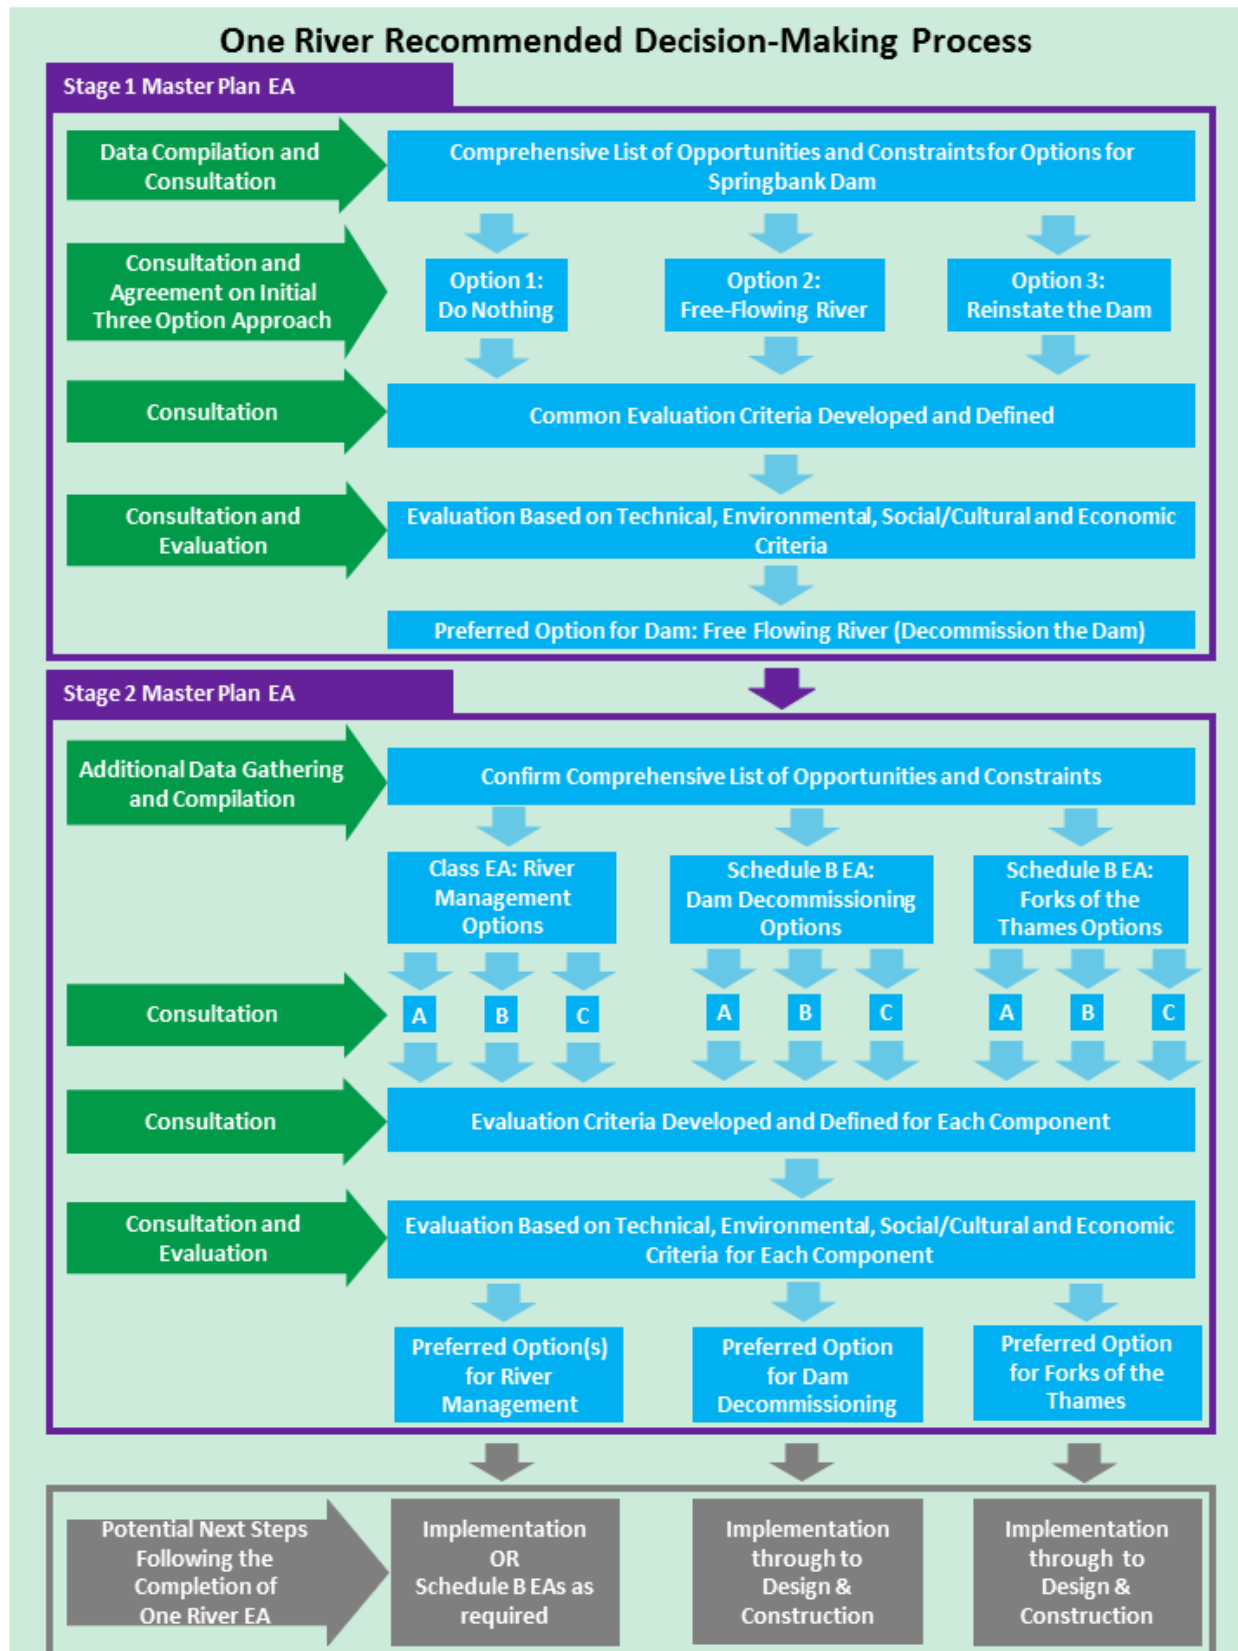 One River Recommended Decision-Making Process
Stage 1 Master Plan EA
Data Compilation and
Consultation
Comprehensive List of Opportunities and Constraints for Options for
Springbank Dam
Consultation and
Agreement on Initial
Three Option Approach
Option 1:
Do Nothing
Option 2:
Free-Flowing River
Option 3:
Reinstate the Dam
Consultation
Common Evaluation Criteria Developed and Defined
Consultation and
Evaluation
Evaluation Based on Technical, Environmental, Social/Cultural and Economic
Criteria
Preferred Option for Dam: Free Flowing River (Decommission the Dam)
Stage 2 Master Plan EA
Additional Data Gathering
and Compilation
Confirm Comprehensive List of Opportunities and Constraints
Class EA: River
Management
Options
Schedule B EA:
Dam Decommissioning
Options
Schedule B EA:
Forks of the
Thames Options
Consultation
A B C A B C A B C
Consultation
Evaluation Criteria Developed and Defined for Each Component
Consultation and
Evaluation
Evaluation Based on Technical, Environmental, Social/Cultural and Economic
Criteria for Each Component
Preferred Option(s)
for River
Management
Preferred Option
for Dam
Decommissioning
Preferred Option
for Forks of the
Thames
Potential Next Steps
Following the
Completion of
One River EA
Implementation
OR
Schedule B EAs as
required
Implementation
through to
Design &
Construction
Implementation
through to
Design &
Construction